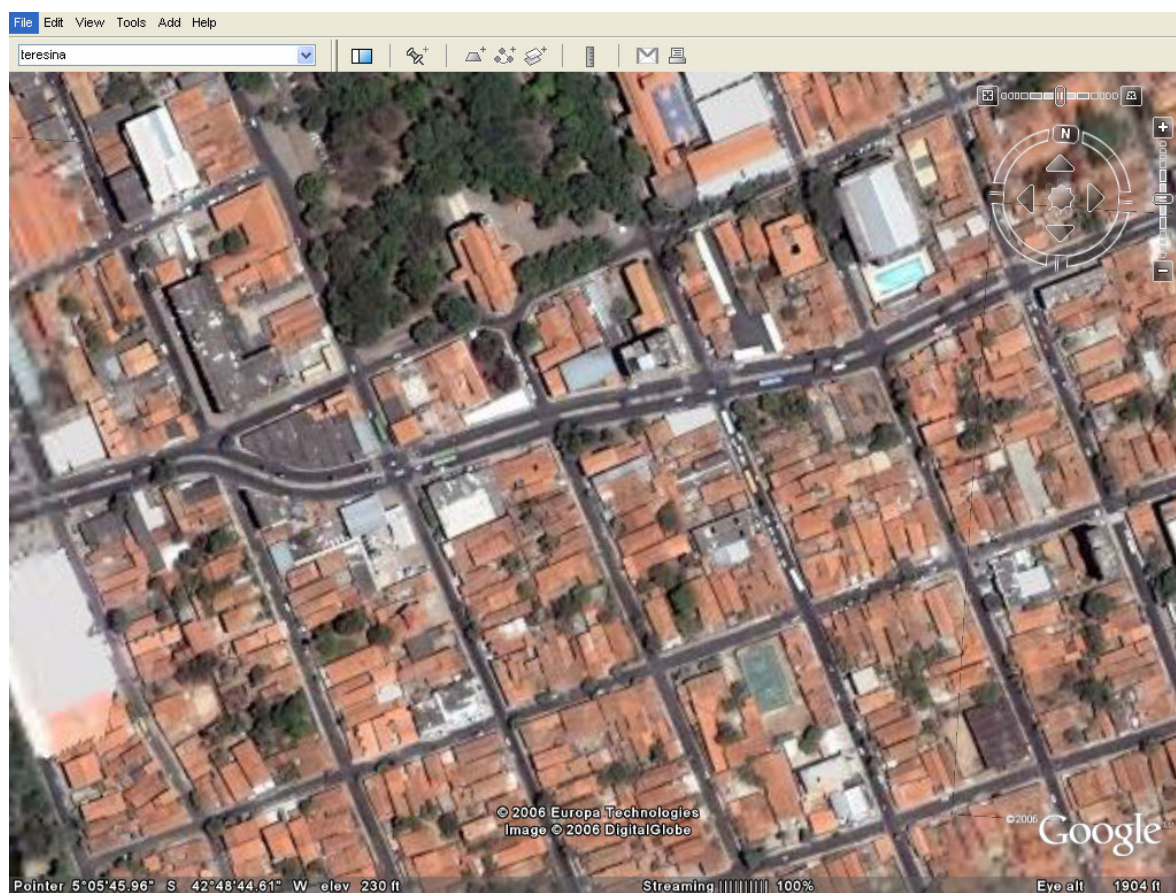 File Edit View Tools Add Help
teresina
N
© 2006 Europa Technologies
Image © 2006 DigitalGlobe
©2006 Google™
Pointer 5°05'45.96" S 42°48'44.61" W elev 230 ft Streaming |||||||||| 100% Eye alt 1904 ft